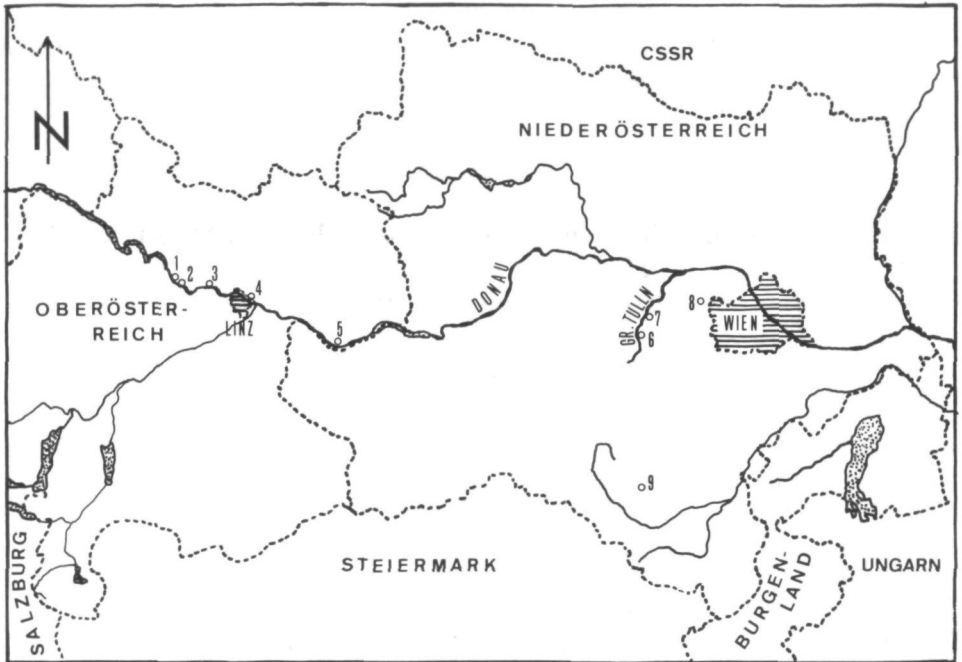 CSSR
N
NIEDERÖSTERREICH
1
2
3
4
OBERÖSTER-
REICH
LINZ
5
DONAU
GR. TULLN
7
6
8
WIEN
9
SALZBURG
STEIERMARK
BURGEN-
LAND
UNGARN